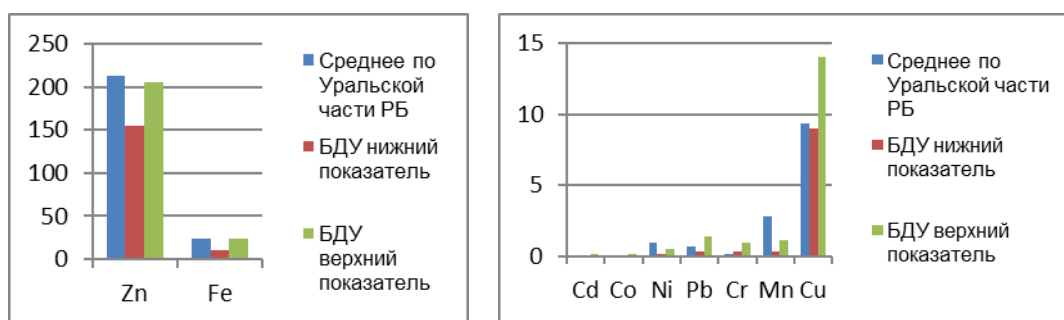 250
200
150
100
50
0
Zn Fe
Среднее по
Уральской
части РБ
БДУ нижний
показатель
БДУ
верхний
показатель
15
10
5
0
Cd Co Ni Pb Cr Mn Cu
Среднее по
Уральской части
РБ
БДУ нижний
показатель
БДУ верхний
показатель